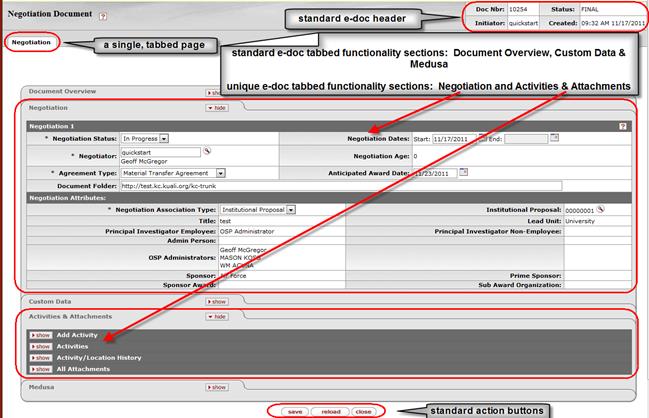 Negotiation Document ?
standard e-doc header
Doc Nbr: 10254 Status: FINAL
Initiator: quickstart Created: 09:32 AM 11/17/2011
Negotiation
a single, tabbed page
standard e-doc tabbed functionality sections: Document Overview, Custom Data &
Medusa
unique e-doc tabbed functionality sections: Negotiation and Activities & Attachments
Document Overview show
Negotiation hide
Negotiation 1 ?
* Negotiation Status: In Progress Negotiation Dates: Start: 11/17/2011 End:
* Negotiator: quickstart Negotiation Age: 0
Geoff McGregor
* Agreement Type: Material Transfer Agreement Anticipated Award Date: 11/23/2011
Document Folder: http://test.kc.kuali.org/kc-trunk
Negotiation Attributes:
* Negotiation Association Type: Institutional Proposal Institutional Proposal: 00000001
Title: test Lead Unit: University
Principal Investigator Employee: OSP Administrator Principal Investigator Non-Employee:
Admin Person:
OSP Administrators: Geoff McGregor
MASON
WM
Sponsor: Air Force Prime Sponsor:
Sponsor Award: Sub Award Organization:
Custom Data show
Activities & Attachments hide
show Add Activity
show Activities
show Activity/Location History
show All Attachments
Medusa show
save reload close
standard action buttons